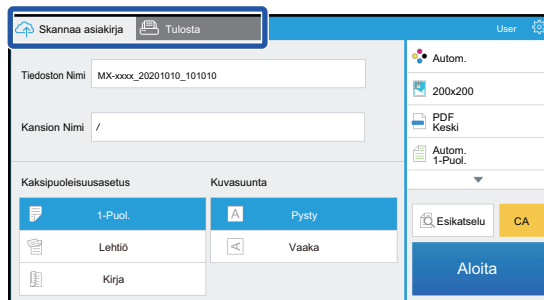 Skannaa asiakirja
Tulosta
User
Tiedoston Nimi
MX-xxxx_20201010_101010
Kansion Nimi
/
Kaksipuoleisuusasetus
Kuvasuunta
1-Puol.
Lehtiö
Kirja
A
Pysty
A
Vaaka
Autom.
200x200
PDF
Keski
Autom.
1-Puol.
Esikatselu
CA
Aloita